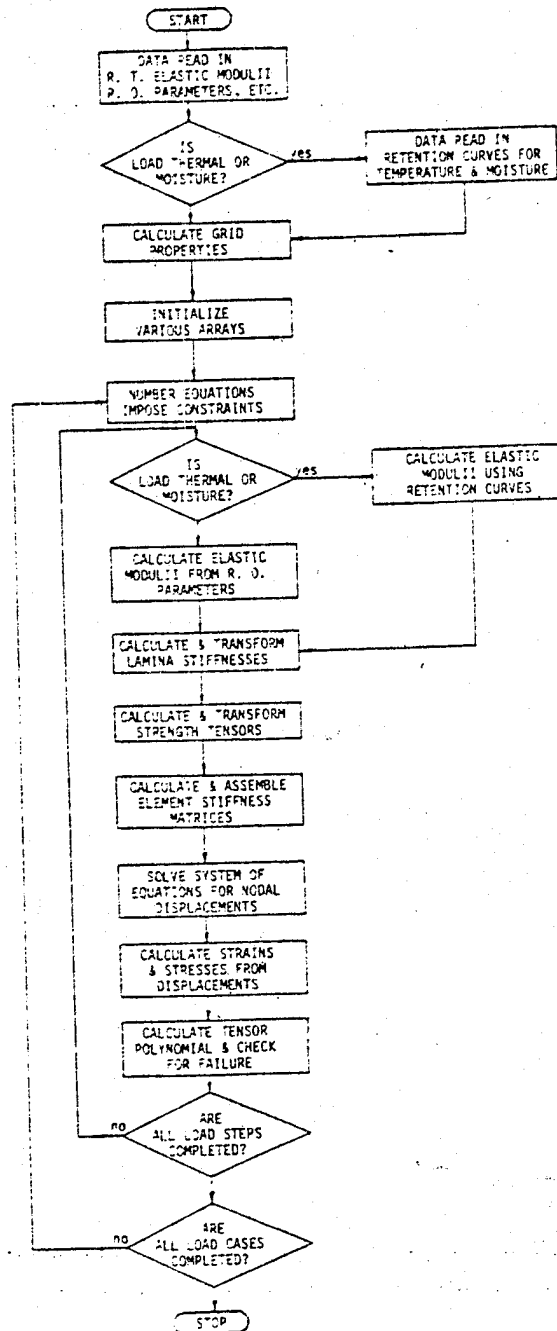 START
DATA READ IN
R. T. ELASTIC MODULII
R. O. PARAMETERS, ETC.
IS
LOAD THERMAL OR
MOISTURE?
yes
DATA READ IN
RETENTION CURVES FOR
TEMPERATURE & MOISTURE
CALCULATE GRID
PROPERTIES
INITIALIZE
VARIOUS ARRAYS
NUMBER EQUATIONS
IMPOSE CONSTRAINTS
IS
LOAD THERMAL OR
MOISTURE?
yes
CALCULATE ELASTIC
MODULII USING
RETENTION CURVES
CALCULATE ELASTIC
MODULII FROM R. O.
PARAMETERS
CALCULATE & TRANSFORM
LAMINA STIFFNESSES
CALCULATE & TRANSFORM
STRENGTH TENSORS
CALCULATE & ASSEMBLE
ELEMENT STIFFNESS
MATRICES
SOLVE SYSTEM OF
EQUATIONS FOR NODAL
DISPLACEMENTS
CALCULATE STRAINS
& STRESSES FROM
DISPLACEMENTS
CALCULATE TENSOR
POLYNOMIAL & CHECK
FOR FAILURE
no
ARE
ALL LOAD STEPS
COMPLETED?
no
ARE
ALL LOAD CASES
COMPLETED?
STOP